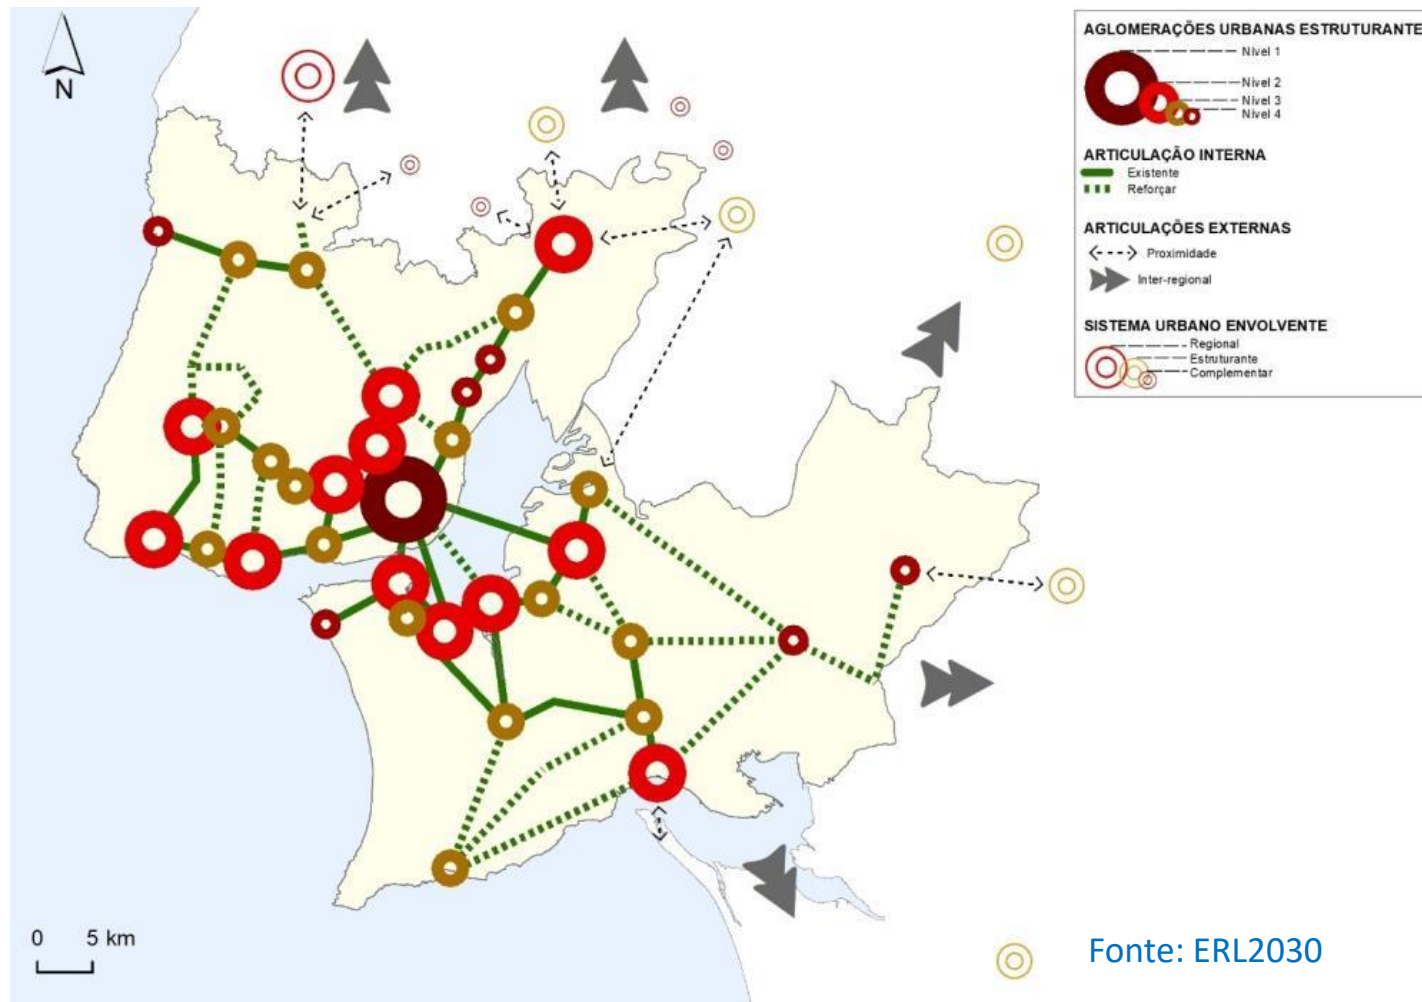 N
AGLOMERAÇÕES URBANAS ESTRUTURANTE
Nível 1
Nível 2
Nível 3
Nível 4
ARTICULAÇÃO INTERNA
Existente
Reforçar
ARTICULAÇÕES EXTERNAS
Proximidade
Inter-regional
SISTEMA URBANO ENVOLVENTE
Regional
Estruturante
Complementar
0 5 km
Fonte: ERL2030